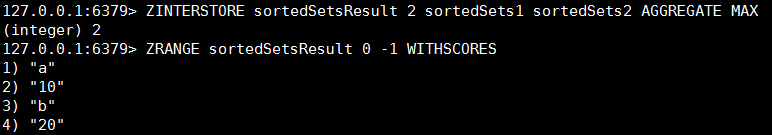 127.0.0.1:6379> ZINTERSTORE sortedSetsResult 2 sortedSets1 sortedSets2 AGGREGATE MAX
(integer) 2
127.0.0.1:6379> ZRANGE sortedSetsResult 0 -1 WITHSCORES
1) "a"
2) "10"
3) "b"
4) "20"